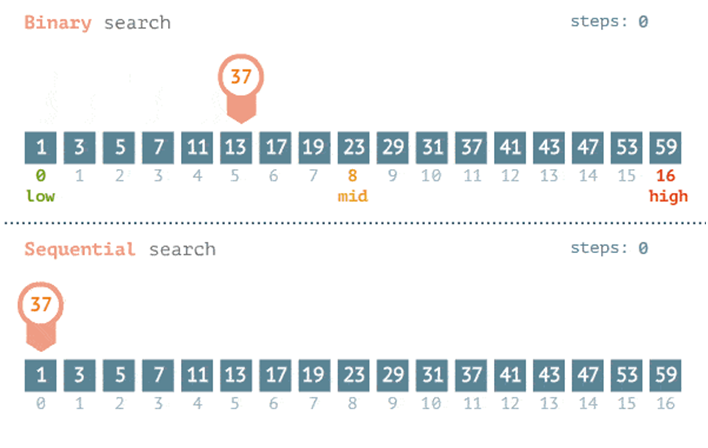 Binary search
steps: 0
37
1 3 5 7 11 13 17 19 23 29 31 37 41 43 47 53 59
0 1 2 3 4 5 6 7 8 9 10 11 12 13 14 15 16
low mid high
Sequential search
steps: 0
37
1 3 5 7 11 13 17 19 23 29 31 37 41 43 47 53 59
0 1 2 3 4 5 6 7 8 9 10 11 12 13 14 15 16